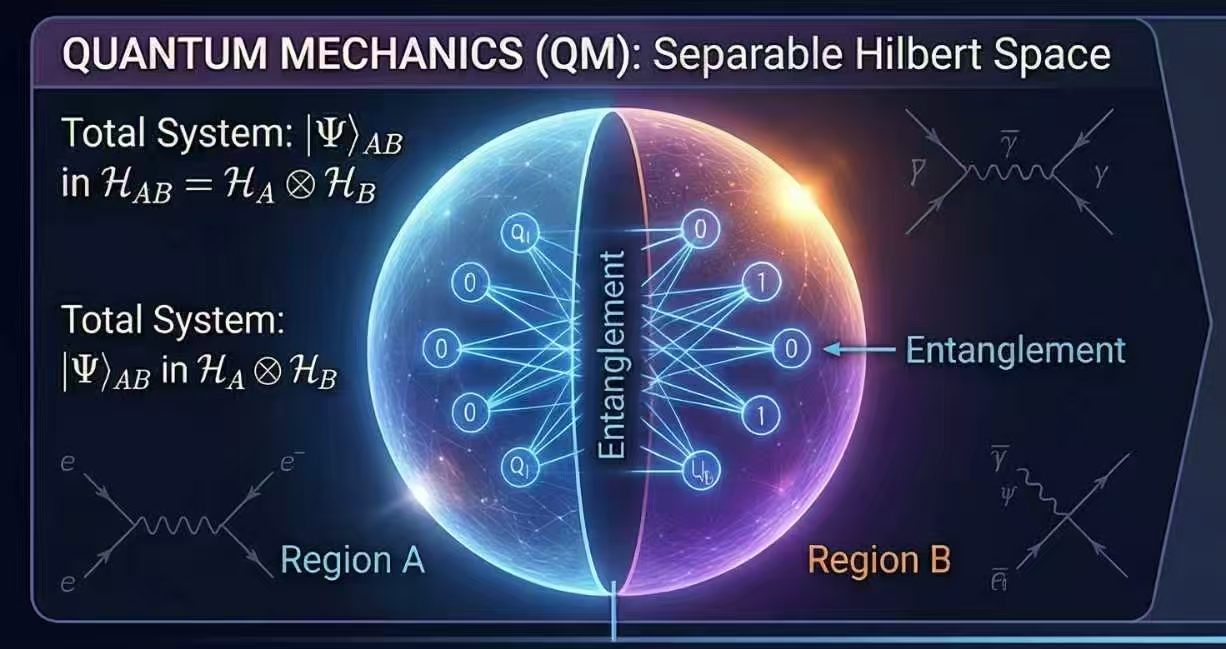 QUANTUM MECHANICS (QM): Separable Hilbert Space
Total System: |Ψ⟩_AB
in ℋ_AB = ℋ_A ⊗ ℋ_B
Total System:
|Ψ⟩_AB in ℋ_A ⊗ ℋ_B
0
0
0
Entanglement
0
1
0
1
Entanglement
γ̅
γ
e
e⁻
e
Region A
Region B
ψ